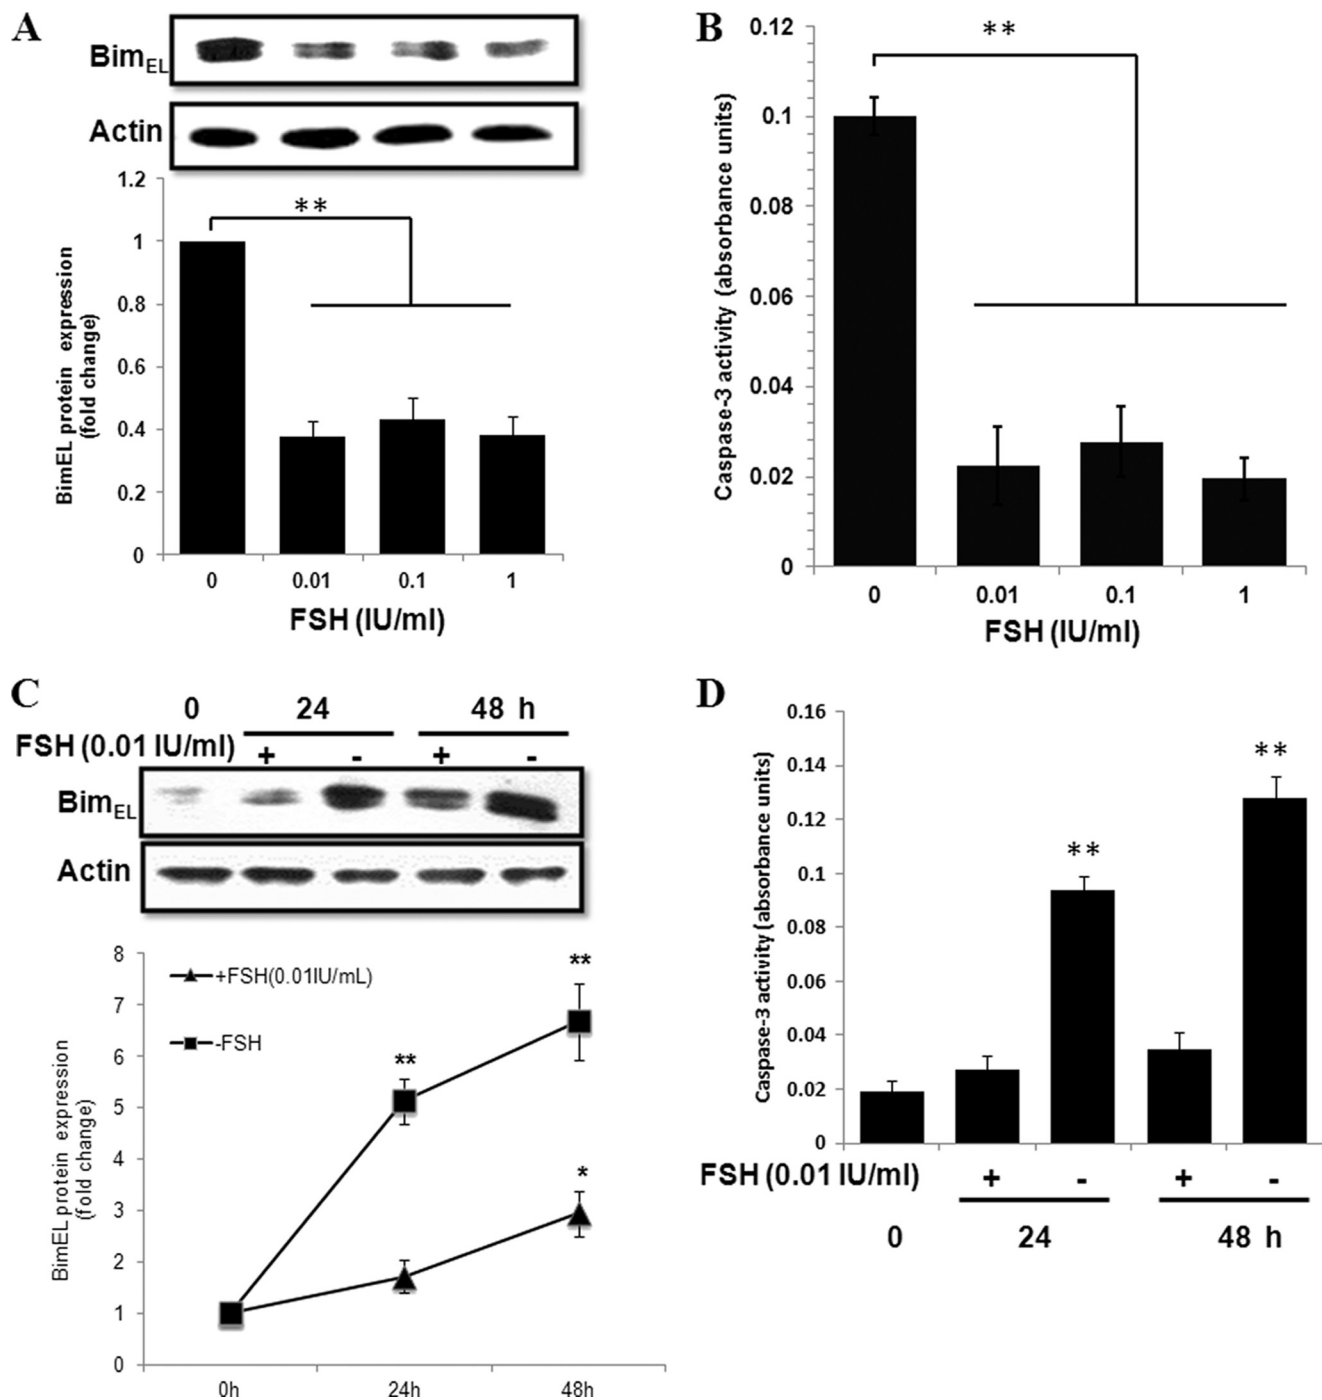 A
BimEL
Actin
1.2
1
0.8
0.6
0.4
0.2
0
**
BimEL protein expression
(fold change)
0 0.01 0.1 1
FSH (IU/ml)
B
0.12
0.1
0.08
0.06
0.04
0.02
0
**
Caspase-3 activity (absorbance units)
0 0.01 0.1 1
FSH (IU/ml)
C
0 24 48 h
FSH (0.01 IU/ml) + - + -
BimEL
Actin
8
7
6
5
4
3
2
1
0
+FSH(0.01IU/mL)
-FSH
**
**
*
BimEL protein expression
(fold change)
0h 24h 48h
D
0.16
0.14
0.12
0.1
0.08
0.06
0.04
0.02
0
**
**
Caspase-3 activity (absorbance units)
FSH (0.01 IU/ml) + - + -
0 24 48 h